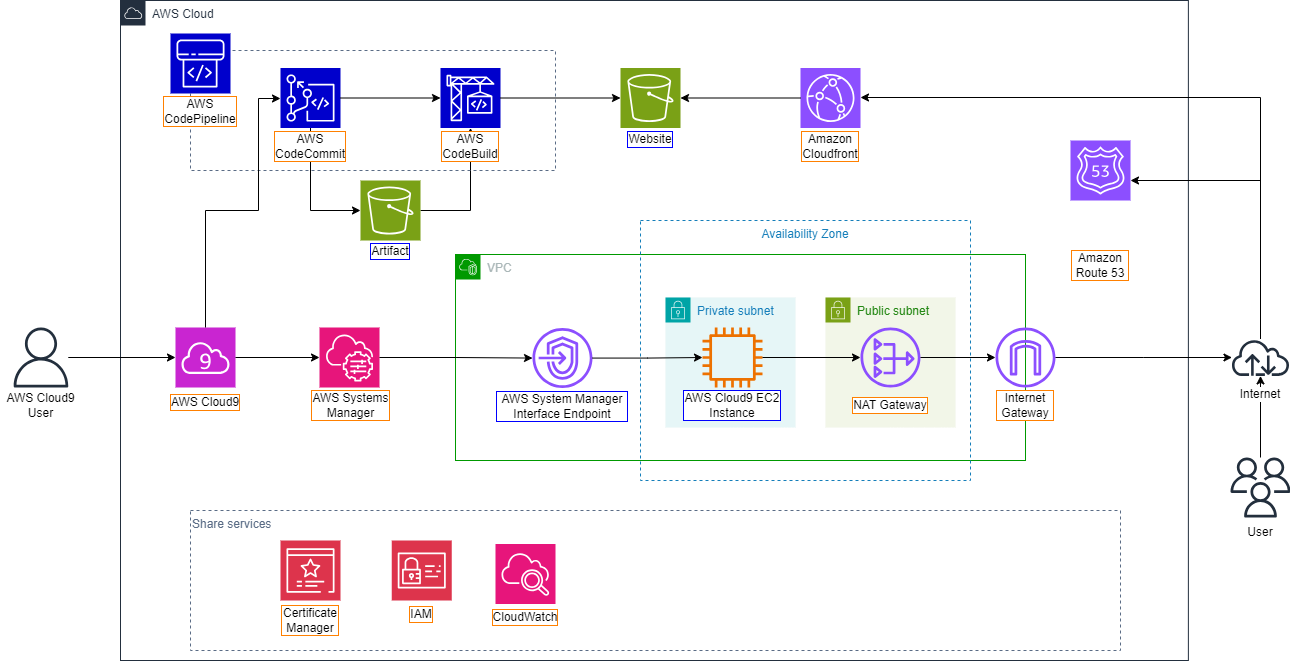 AWS Cloud
AWS
CodePipeline
AWS
CodeCommit
AWS
CodeBuild
Website
Amazon
Cloudfront
53
Artifact
Amazon
Route 53
Availability Zone
VPC
Private subnet
Public subnet
9
AWS Cloud9
User
AWS Cloud9
AWS Systems
Manager
AWS System Manager
Interface Endpoint
AWS Cloud9 EC2
Instance
NAT Gateway
Internet
Gateway
Internet
User
Share services
Certificate
Manager
IAM
CloudWatch